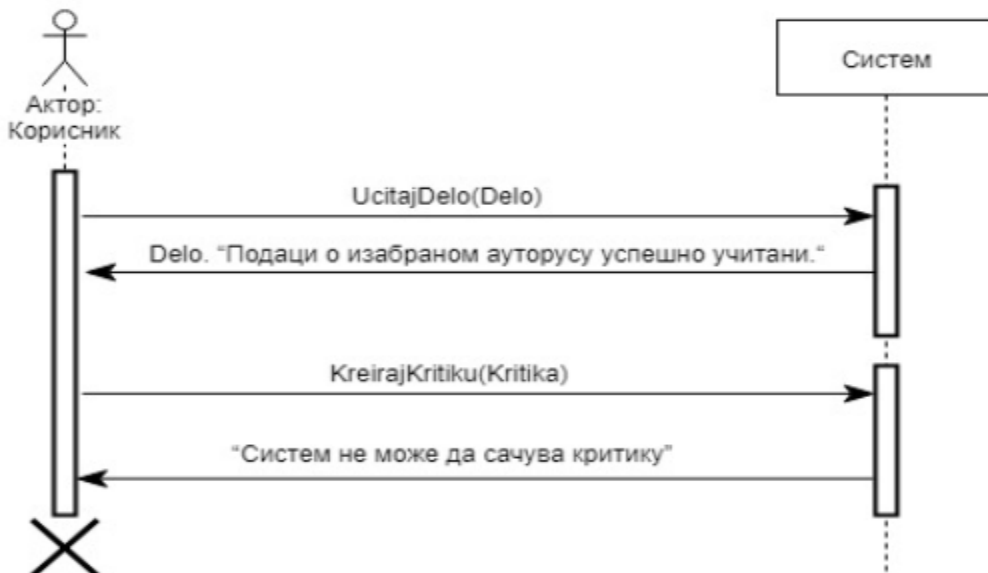 Актор:
Корисник
Систем
UcitajDelo(Delo)
Delo. “Подаци о изабраном ауторусу успешно учитани.“
KreirajKritiku(Kritika)
“Систем не може да сачува критику”